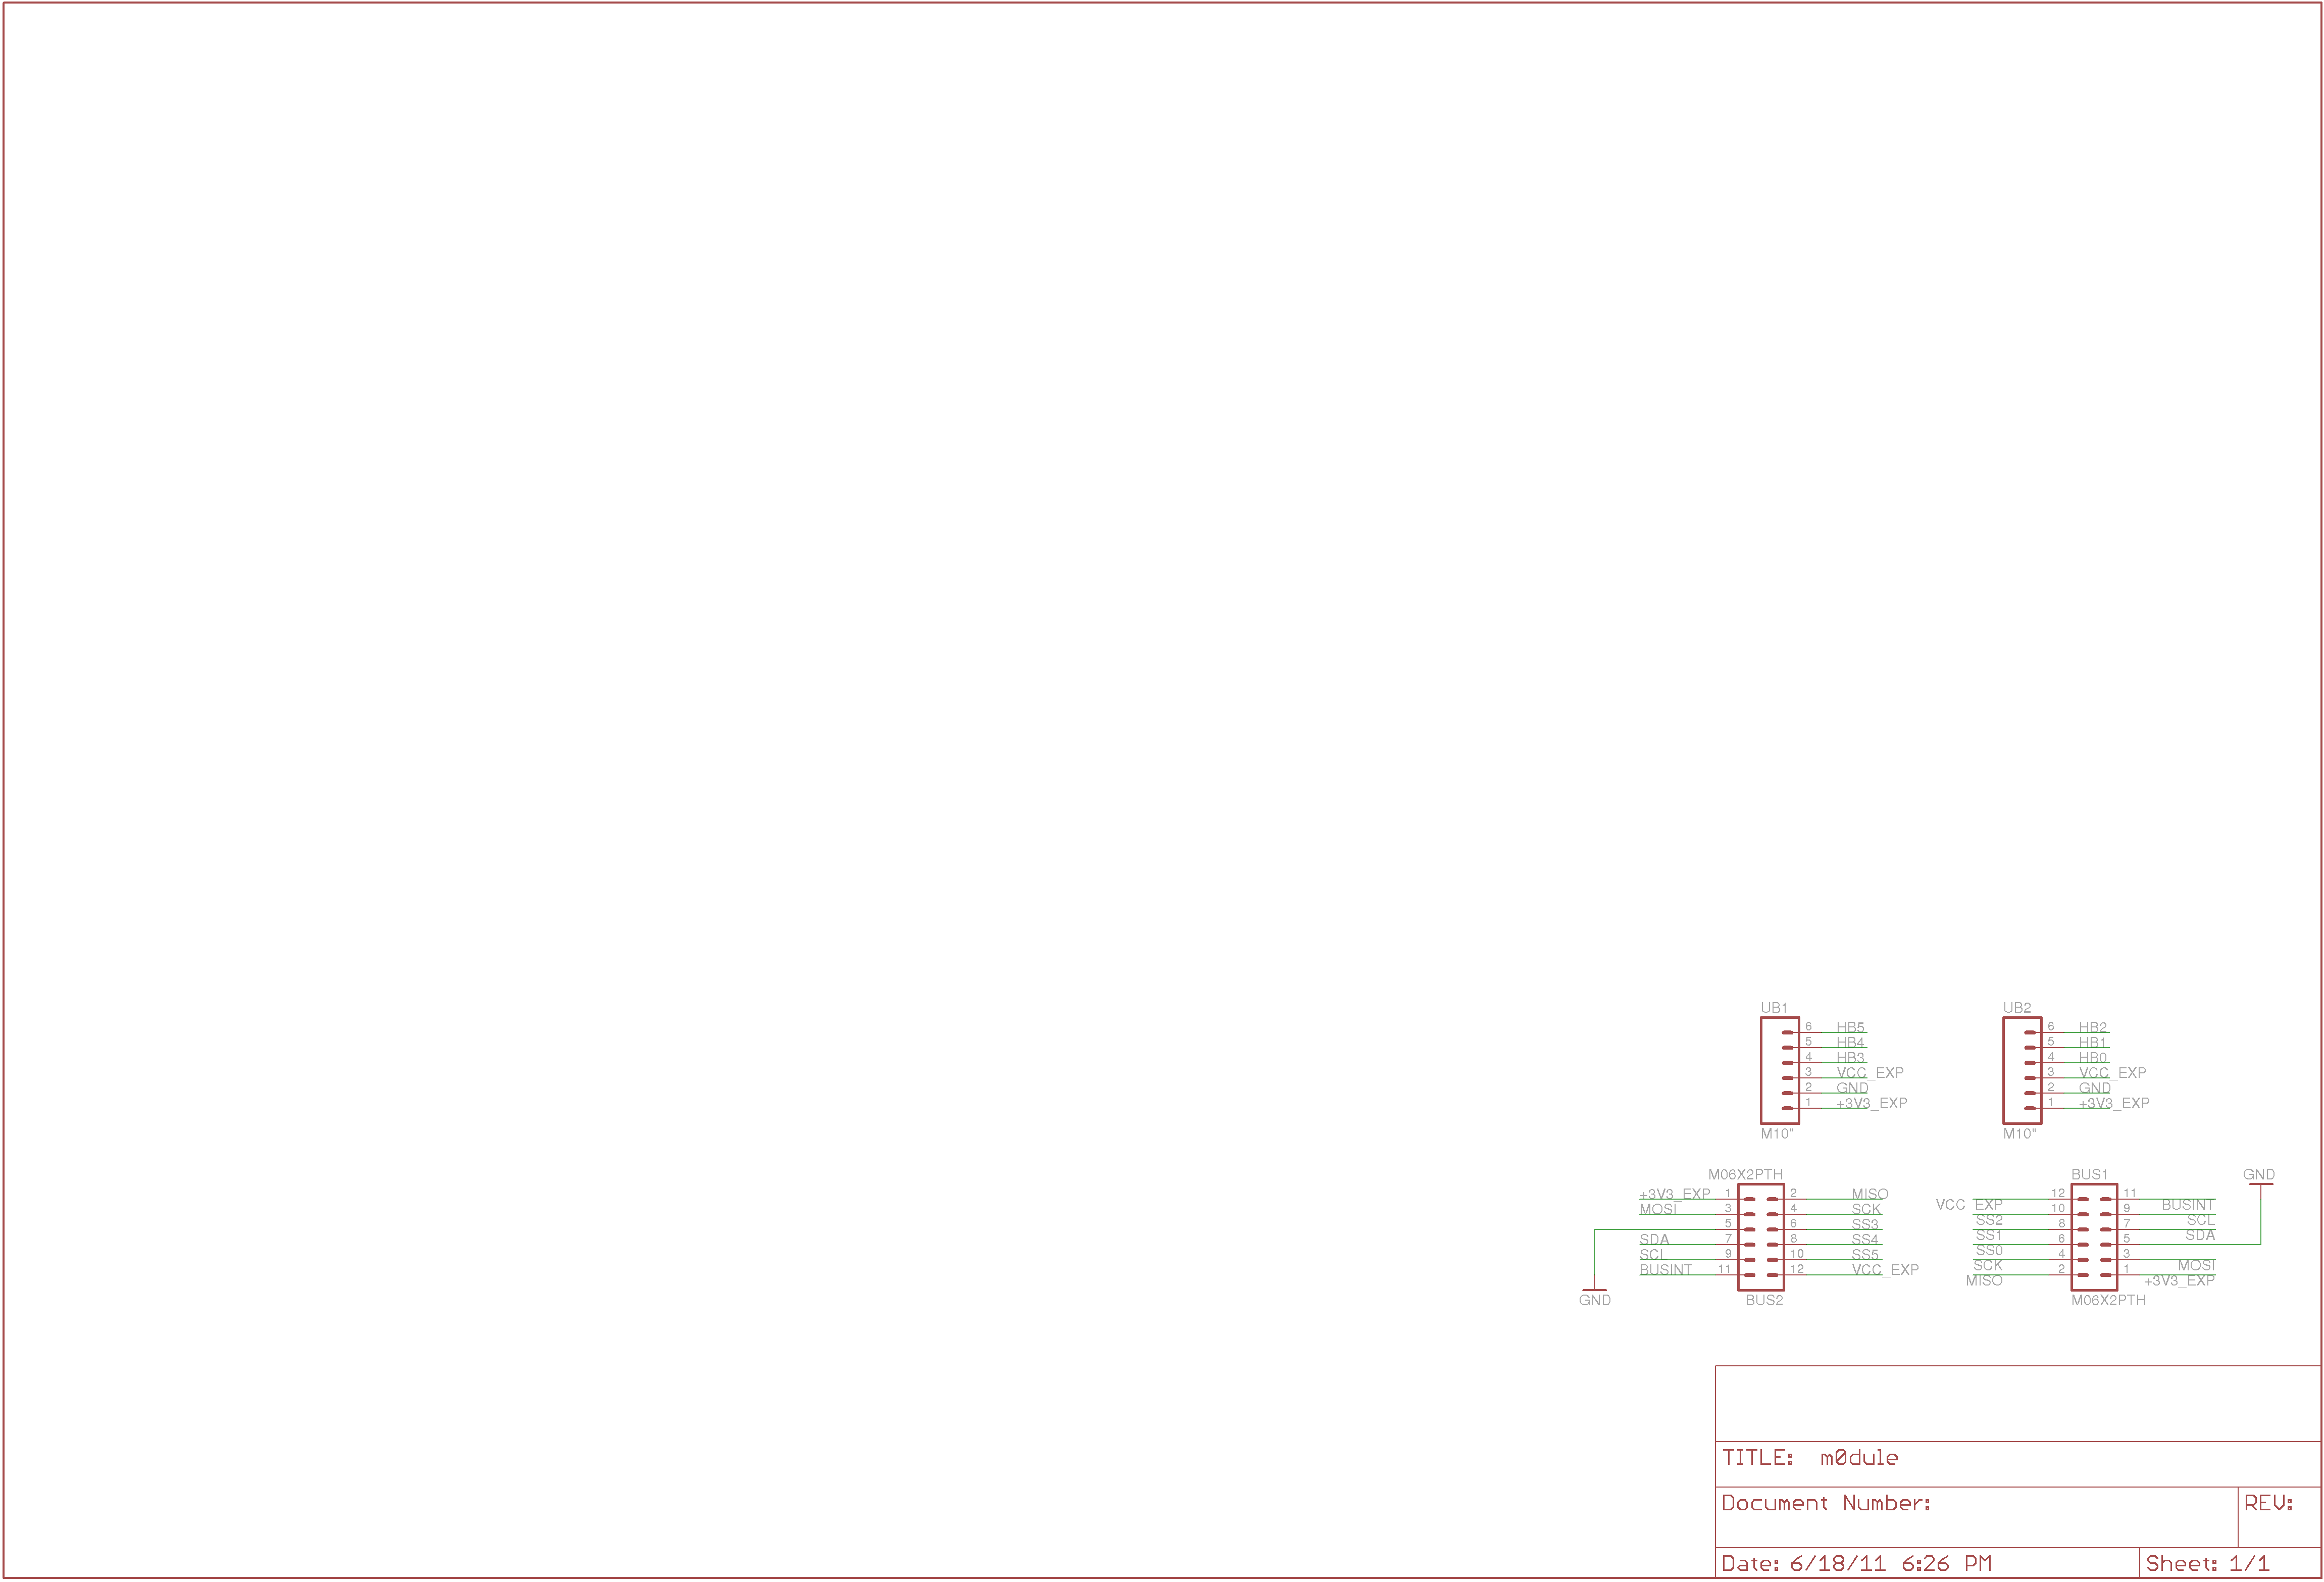 UB1 UB2
6 HB5 6 HB2
5 HB4 5 HB1
4 HB3 4 HB0
3 VCC_EXP 3 VCC_EXP
2 GND 2 GND
1 +3V3_EXP 1 +3V3_EXP
M10" M10"
M06X2PTH BUS1 GND
+3V3_EXP 1 2 MISO 12 11
MOSI 3 4 SCK VCC_EXP 10 9 BUSINT
5 6 SS3 SS2 8 7 SCL
SDA 7 8 SS4 SS1 6 5 SDA
SCL 9 10 SS5 SS0 4 3
BUSINT 11 12 VCC_EXP SCK 2 1 MOSI
MISO +3V3_EXP
GND BUS2 M06X2PTH
TITLE: m0dule
Document Number: REV:
Date: 6/18/11 6:26 PM Sheet: 1/1